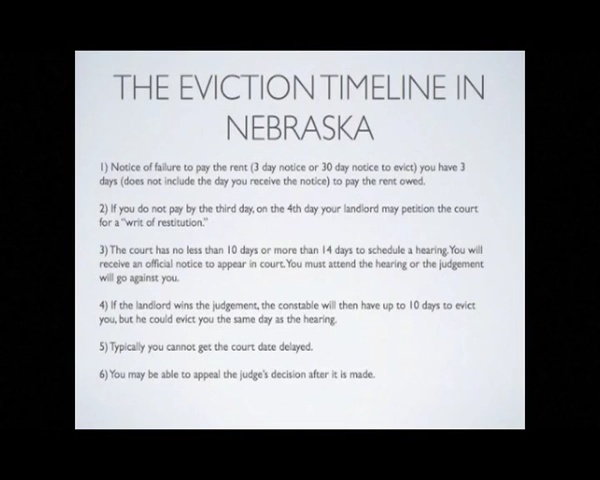 THE EVICTION TIMELINE IN
NEBRASKA
1) Notice of failure to pay the rent (3 day notice or 30 day notice to evict) you have 3
days (does not include the day you receive the notice) to pay the rent owed.
2) If you do not pay by the third day, on the 4th day your landlord may petition the court
for a "writ of restitution."
3) The court has no less than 10 days or more than 14 days to schedule a hearing. You will
receive an official notice to appear in court. You must attend the hearing or the judgement
will go against you.
4) If the landlord wins the judgement, the constable will then have up to 10 days to evict
you, but he could evict you the same day as the hearing.
5) Typically you cannot get the court date delayed.
6) You may be able to appeal the judge's decision after it is made.